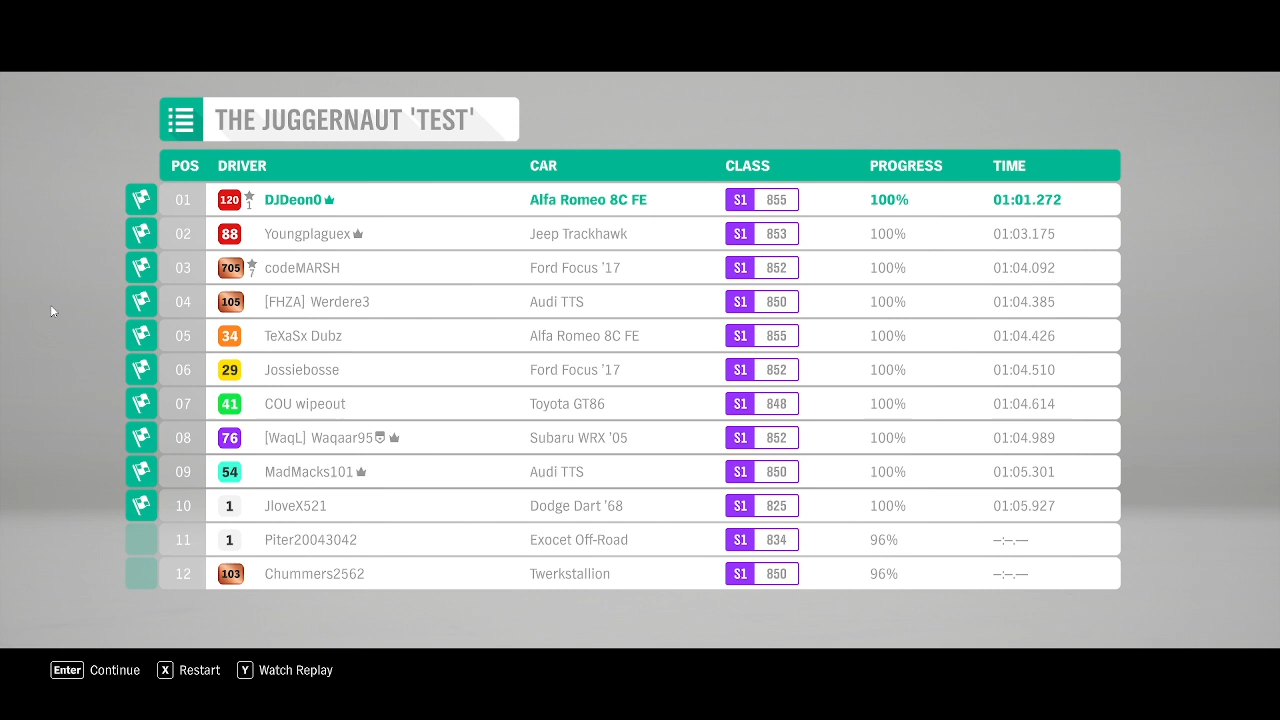 THE JUGGERNAUT 'TEST'
POS DRIVER CAR CLASS PROGRESS TIME
01 120 1 DJDeon0 Alfa Romeo 8C FE S1 855 100% 01:01.272
02 88 Youngplaguex Jeep Trackhawk S1 853 100% 01:03.175
03 705 7 codeMARSH Ford Focus '17 S1 852 100% 01:04.092
04 105 [FHZA] Werdere3 Audi TTS S1 850 100% 01:04.385
05 34 TeXaSx Dubz Alfa Romeo 8C FE S1 855 100% 01:04.426
06 29 Jossiebosse Ford Focus '17 S1 852 100% 01:04.510
07 41 COU wipeout Toyota GT86 S1 848 100% 01:04.614
08 76 [WaqL] Waqaar95 Subaru WRX '05 S1 852 100% 01:04.989
09 54 MadMacks101 Audi TTS S1 850 100% 01:05.301
10 1 JloveX521 Dodge Dart '68 S1 825 100% 01:05.927
11 1 Piter20043042 Exocet Off-Road S1 834 96% --:--.---
12 103 Chummers2562 Twerkstallion S1 850 96% --:--.---
Enter Continue X Restart Y Watch Replay